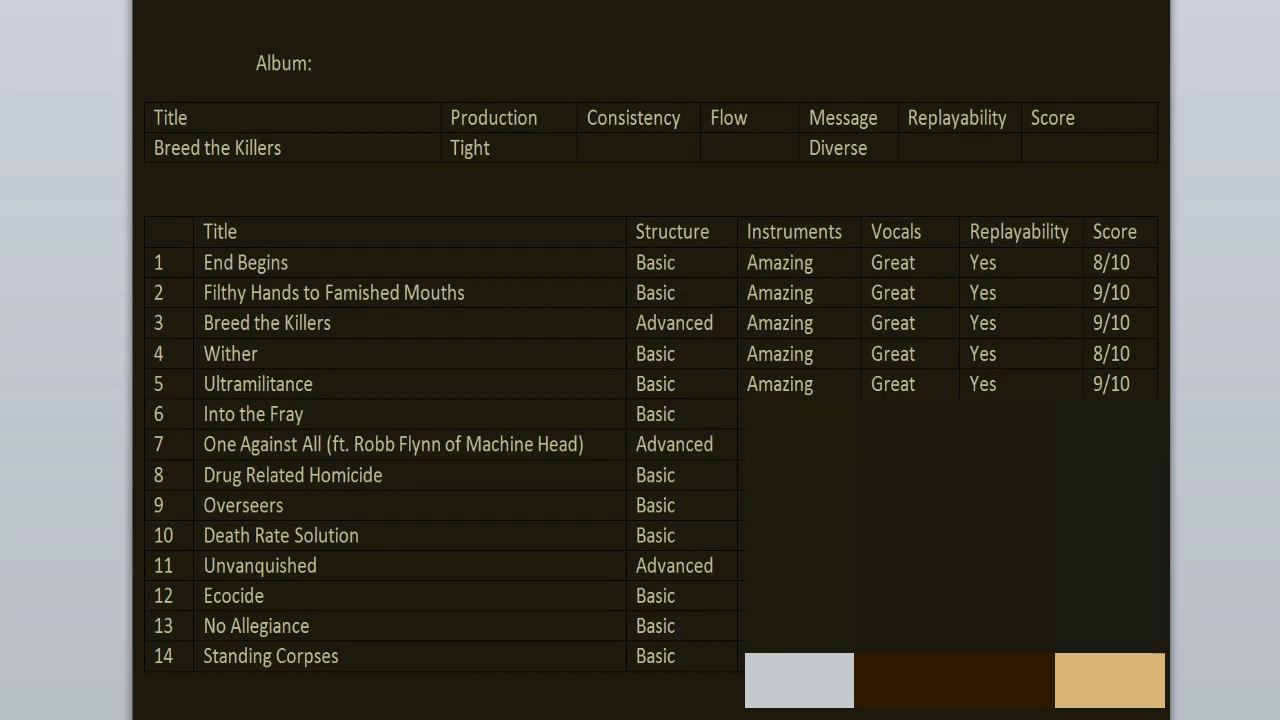 Album:
Title Production Consistency Flow Message Replayability Score
Breed the Killers Tight Diverse
Title Structure Instruments Vocals Replayability Score
1 End Begins Basic Amazing Great Yes 8/10
2 Filthy Hands to Famished Mouths Basic Amazing Great Yes 9/10
3 Breed the Killers Advanced Amazing Great Yes 9/10
4 Wither Basic Amazing Great Yes 8/10
5 Ultramilitance Basic Amazing Great Yes 9/10
6 Into the Fray Basic
7 One Against All (ft. Robb Flynn of Machine Head) Advanced
8 Drug Related Homicide Basic
9 Overseers Basic
10 Death Rate Solution Basic
11 Unvanquished Advanced
12 Ecocide Basic
13 No Allegiance Basic
14 Standing Corpses Basic